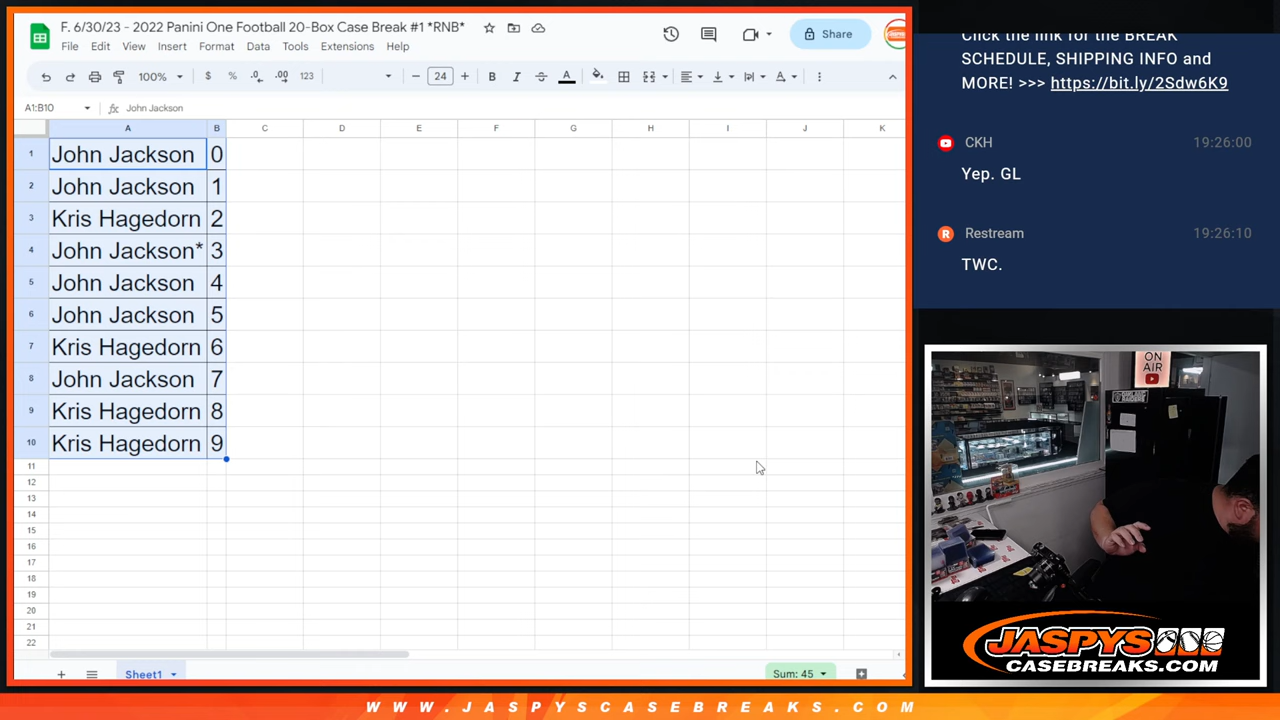 F. 6/30/23 - 2022 Panini One Football 20-Box Case Break #1 *RNB*
File Edit View Insert Format Data Tools Extensions Help
Share
100% $ % .0 .00 123 24 B I A
A1:B10 fx John Jackson
A B C D E F G H I J K
1 John Jackson 0
2 John Jackson 1
3 Kris Hagedorn 2
4 John Jackson* 3
5 John Jackson 4
6 John Jackson 5
7 Kris Hagedorn 6
8 John Jackson 7
9 Kris Hagedorn 8
10 Kris Hagedorn 9
11
12
13
14
15
16
17
18
19
20
21
22
Sheet1
Sum: 45
Click the link for the BREAK
SCHEDULE, SHIPPING INFO and
MORE! >>> https://bit.ly/2Sdw6K9
CKH 19:26:00
Yep. GL
R Restream 19:26:10
TWC.
ON
AIR
JASPYS
CASEBREAKS.COM
WWW.JASPYSCASEBREAKS.COM